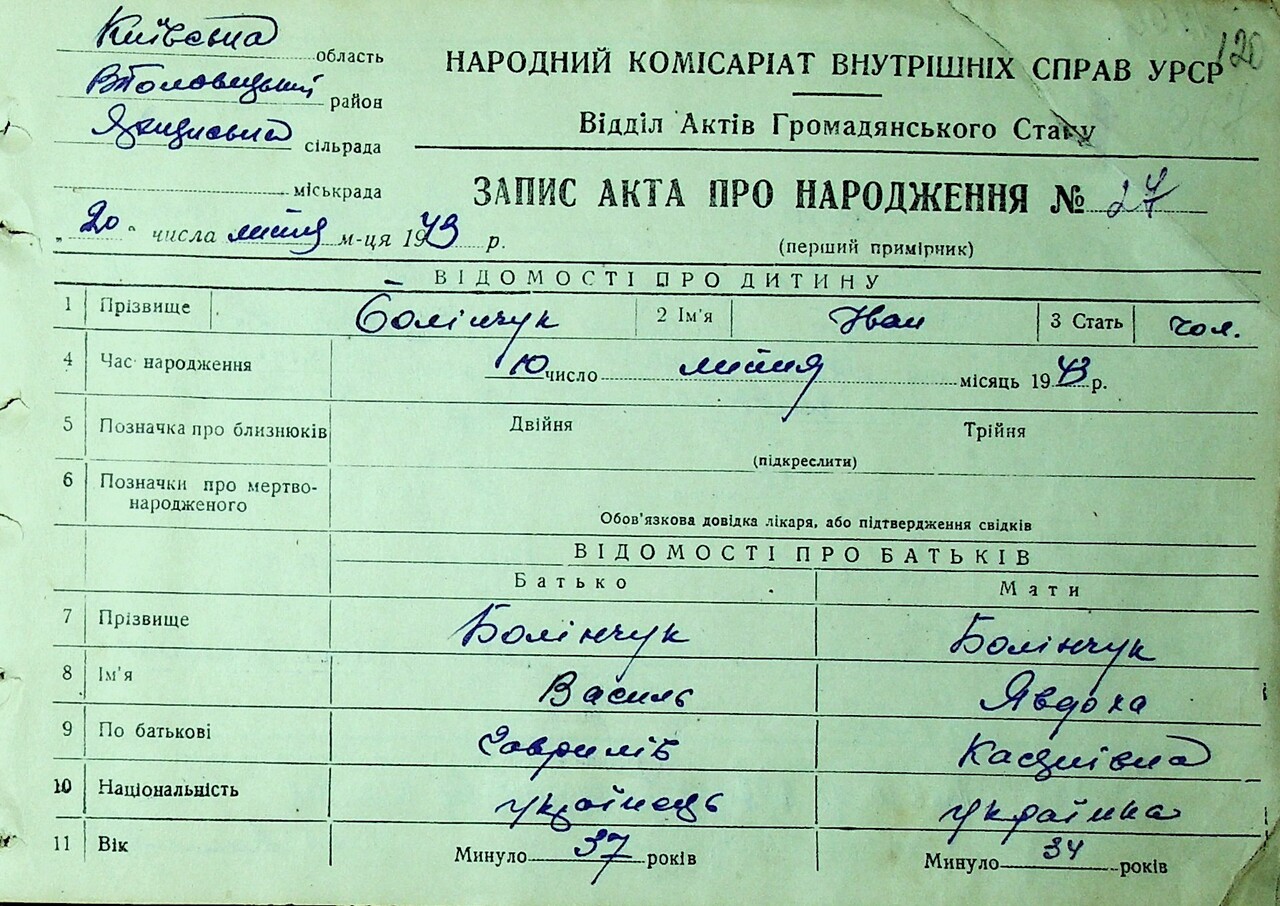 120
Київська область
В Половецький район
Яхнівська сільрада
міськрада
„20“ числа липня м-ця 1943 р.
НАРОДНИЙ КОМІСАРІАТ ВНУТРІШНІХ СПРАВ УРСР
Відділ Актів Громадянського Стану
ЗАПИС АКТА ПРО НАРОДЖЕННЯ № 27
(перший примірник)
ВІДОМОСТІ ПРО ДИТИНУ
1 Прізвище Болінчук 2 Ім'я Іван 3 Стать чол.
4 Час народження 10 число липня місяць 1943 р.
5 Позначка про близнюків Двійня Трійня
(підкреслити)
6 Позначки про мертво-
народженого
Обов'язкова довідка лікаря, або підтвердження свідків
ВІДОМОСТІ ПРО БАТЬКІВ
Батько Мати
7 Прізвище Болінчук Болінчук
8 Ім'я Василь Явдоха
9 По батькові Гаврилів Касянівна
10 Національність українець українка
11 Вік Минуло 37 років Минуло 34 років